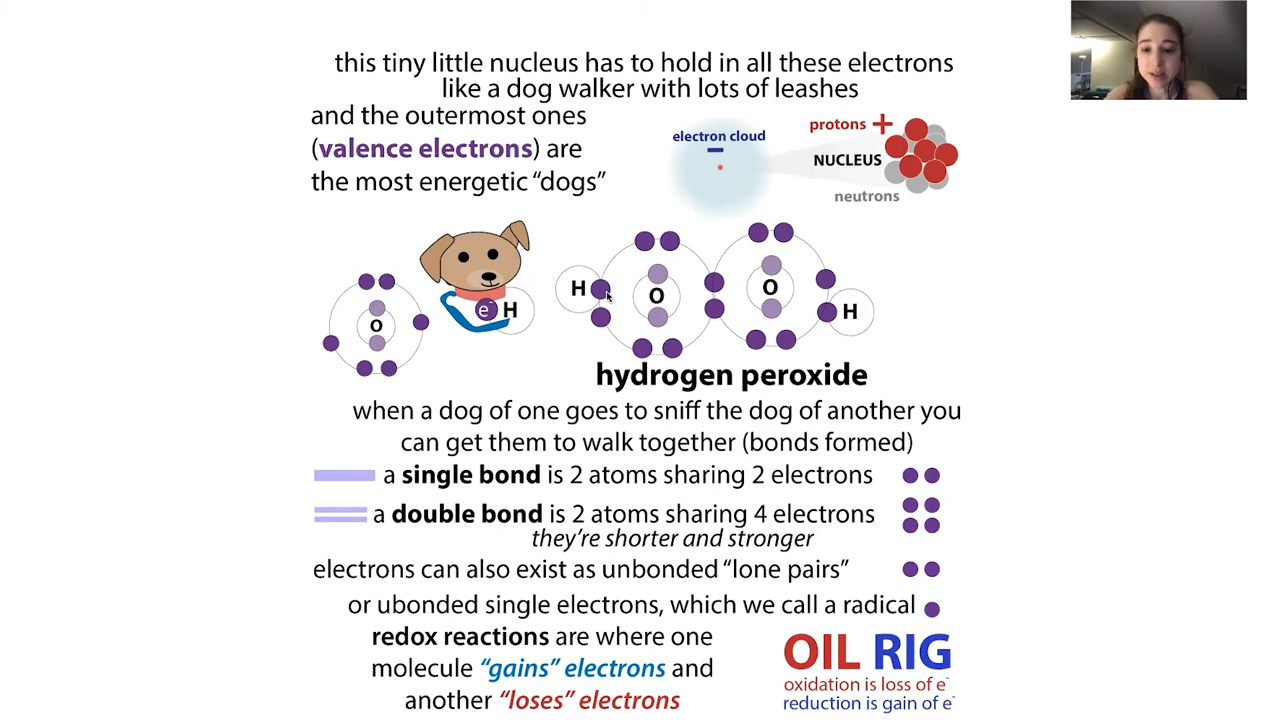 this tiny little nucleus has to hold in all these electrons
like a dog walker with lots of leashes
and the outermost ones
(valence electrons) are
the most energetic “dogs”
electron cloud
−
protons +
NUCLEUS
neutrons
O
e⁻ H
H
O
O
H
hydrogen peroxide
when a dog of one goes to sniff the dog of another you
can get them to walk together (bonds formed)
a single bond is 2 atoms sharing 2 electrons
a double bond is 2 atoms sharing 4 electrons
they’re shorter and stronger
electrons can also exist as unbonded “lone pairs”
or ubonded single electrons, which we call a radical
redox reactions are where one
molecule “gains” electrons and
another “loses” electrons
OIL RIG
oxidation is loss of e⁻
reduction is gain of e⁻